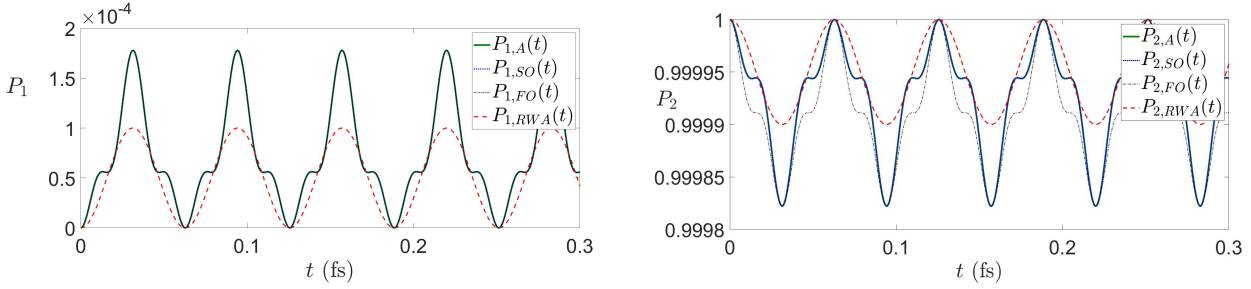 ×10⁻⁴
2
1.5
1
0.5
0
P₁
0 0.1 0.2 0.3
t (fs)
P₁,A(t)
P₁,SO(t)
P₁,FO(t)
P₁,RWA(t)
1
0.99995
0.9999
0.99985
0.9998
P₂
0 0.1 0.2 0.3
t (fs)
P₂,A(t)
P₂,SO(t)
P₂,FO(t)
P₂,RWA(t)